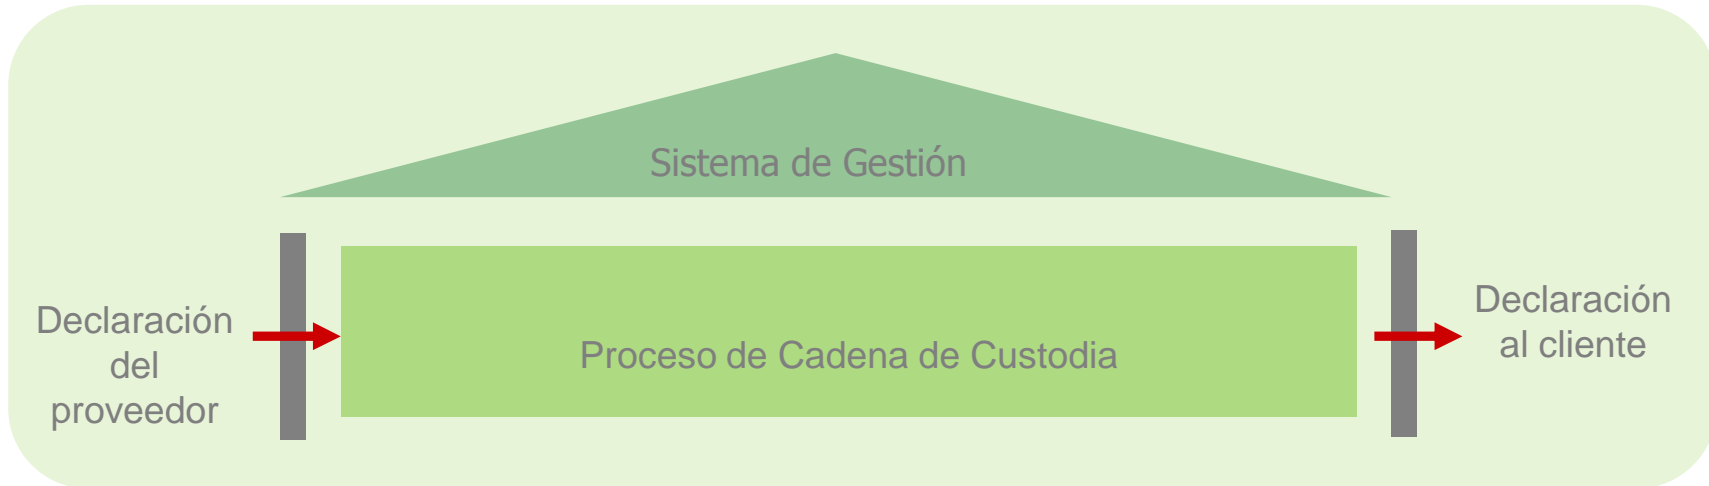 Sistema de Gestión
Declaración
del
proveedor
Proceso de Cadena de Custodia
Declaración
al cliente